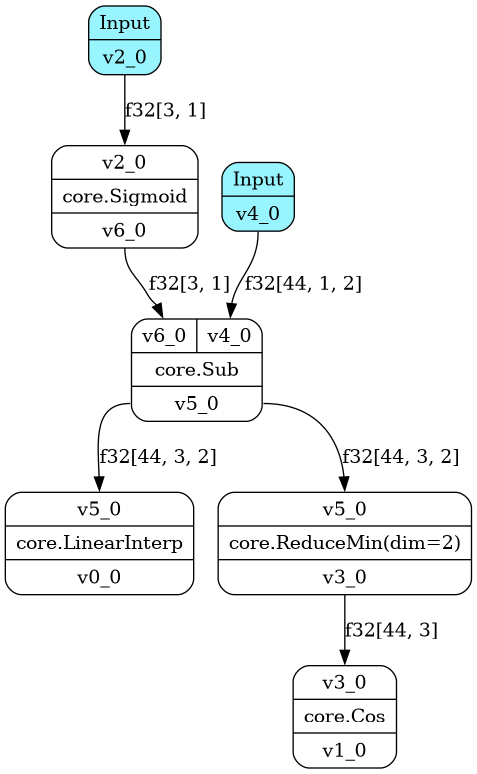 Input
v2_0
f32[3, 1]
v2_0
core.Sigmoid
v6_0
Input
v4_0
f32[3, 1]
f32[44, 1, 2]
v6_0 v4_0
core.Sub
v5_0
f32[44, 3, 2]
f32[44, 3, 2]
v5_0
core.LinearInterp
v0_0
v5_0
core.ReduceMin(dim=2)
v3_0
f32[44, 3]
v3_0
core.Cos
v1_0